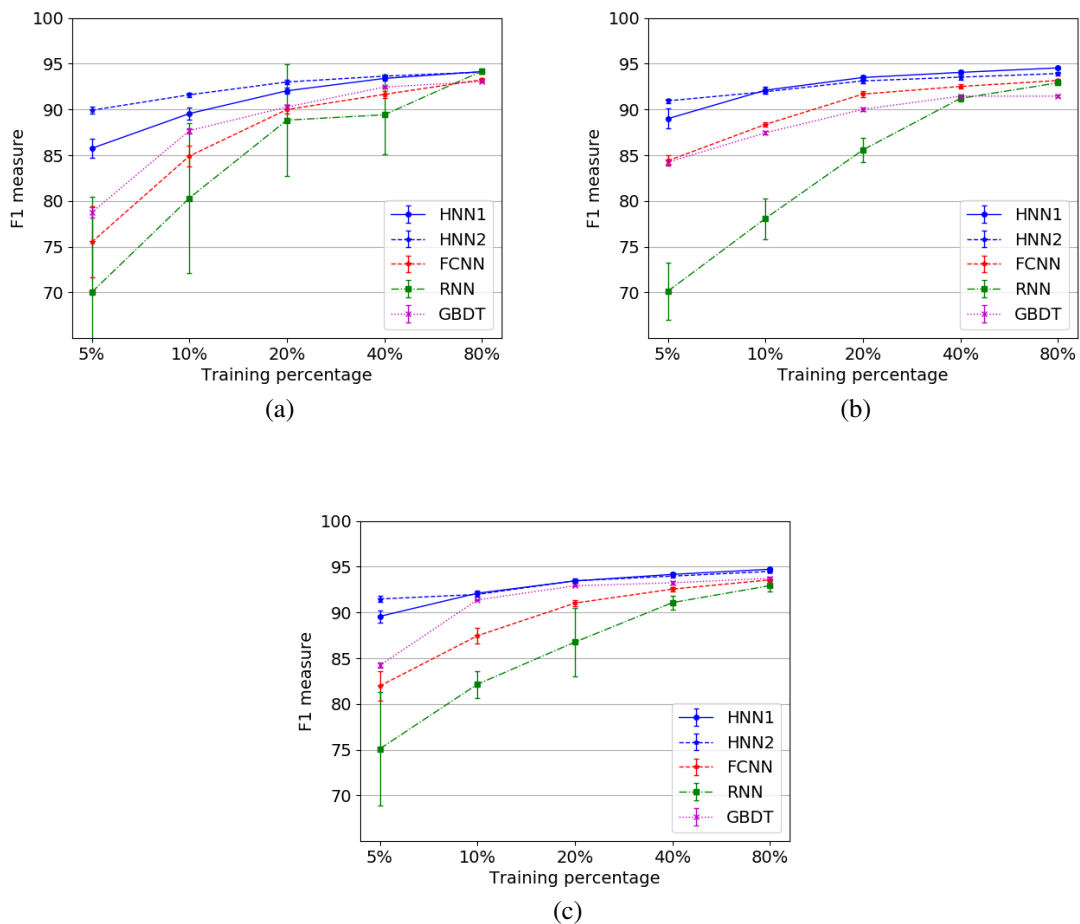 100
95
90
85
80
75
70
F1 measure
HNN1
HNN2
FCNN
RNN
GBDT
5% 10% 20% 40% 80%
Training percentage
(a)
100
95
90
85
80
75
70
F1 measure
HNN1
HNN2
FCNN
RNN
GBDT
5% 10% 20% 40% 80%
Training percentage
(b)
100
95
90
85
80
75
70
F1 measure
HNN1
HNN2
FCNN
RNN
GBDT
5% 10% 20% 40% 80%
Training percentage
(c)